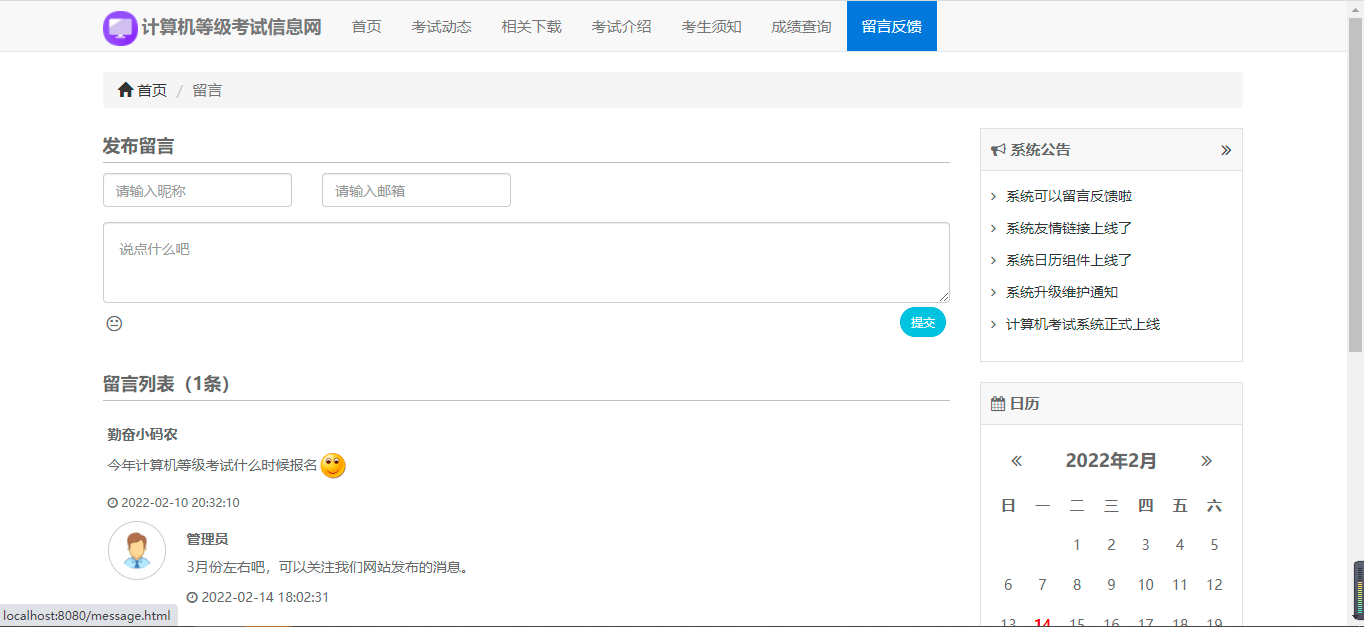 计算机等级考试信息网 首页 考试动态 相关下载 考试介绍 考生须知 成绩查询 留言反馈
首页 / 留言
发布留言
请输入昵称 请输入邮箱
说点什么吧
提交
留言列表（1条）
勤奋小码农
今年计算机等级考试什么时候报名
2022-02-10 20:32:10
管理员
3月份左右吧，可以关注我们网站发布的消息。
2022-02-14 18:02:31
系统公告 »
系统可以留言反馈啦
系统友情链接上线了
系统日历组件上线了
系统升级维护通知
计算机考试系统正式上线
日历
« 2022年2月 »
日 一 二 三 四 五 六
1 2 3 4 5
6 7 8 9 10 11 12
13 14 15 16 17 18 19
localhost:8080/message.html